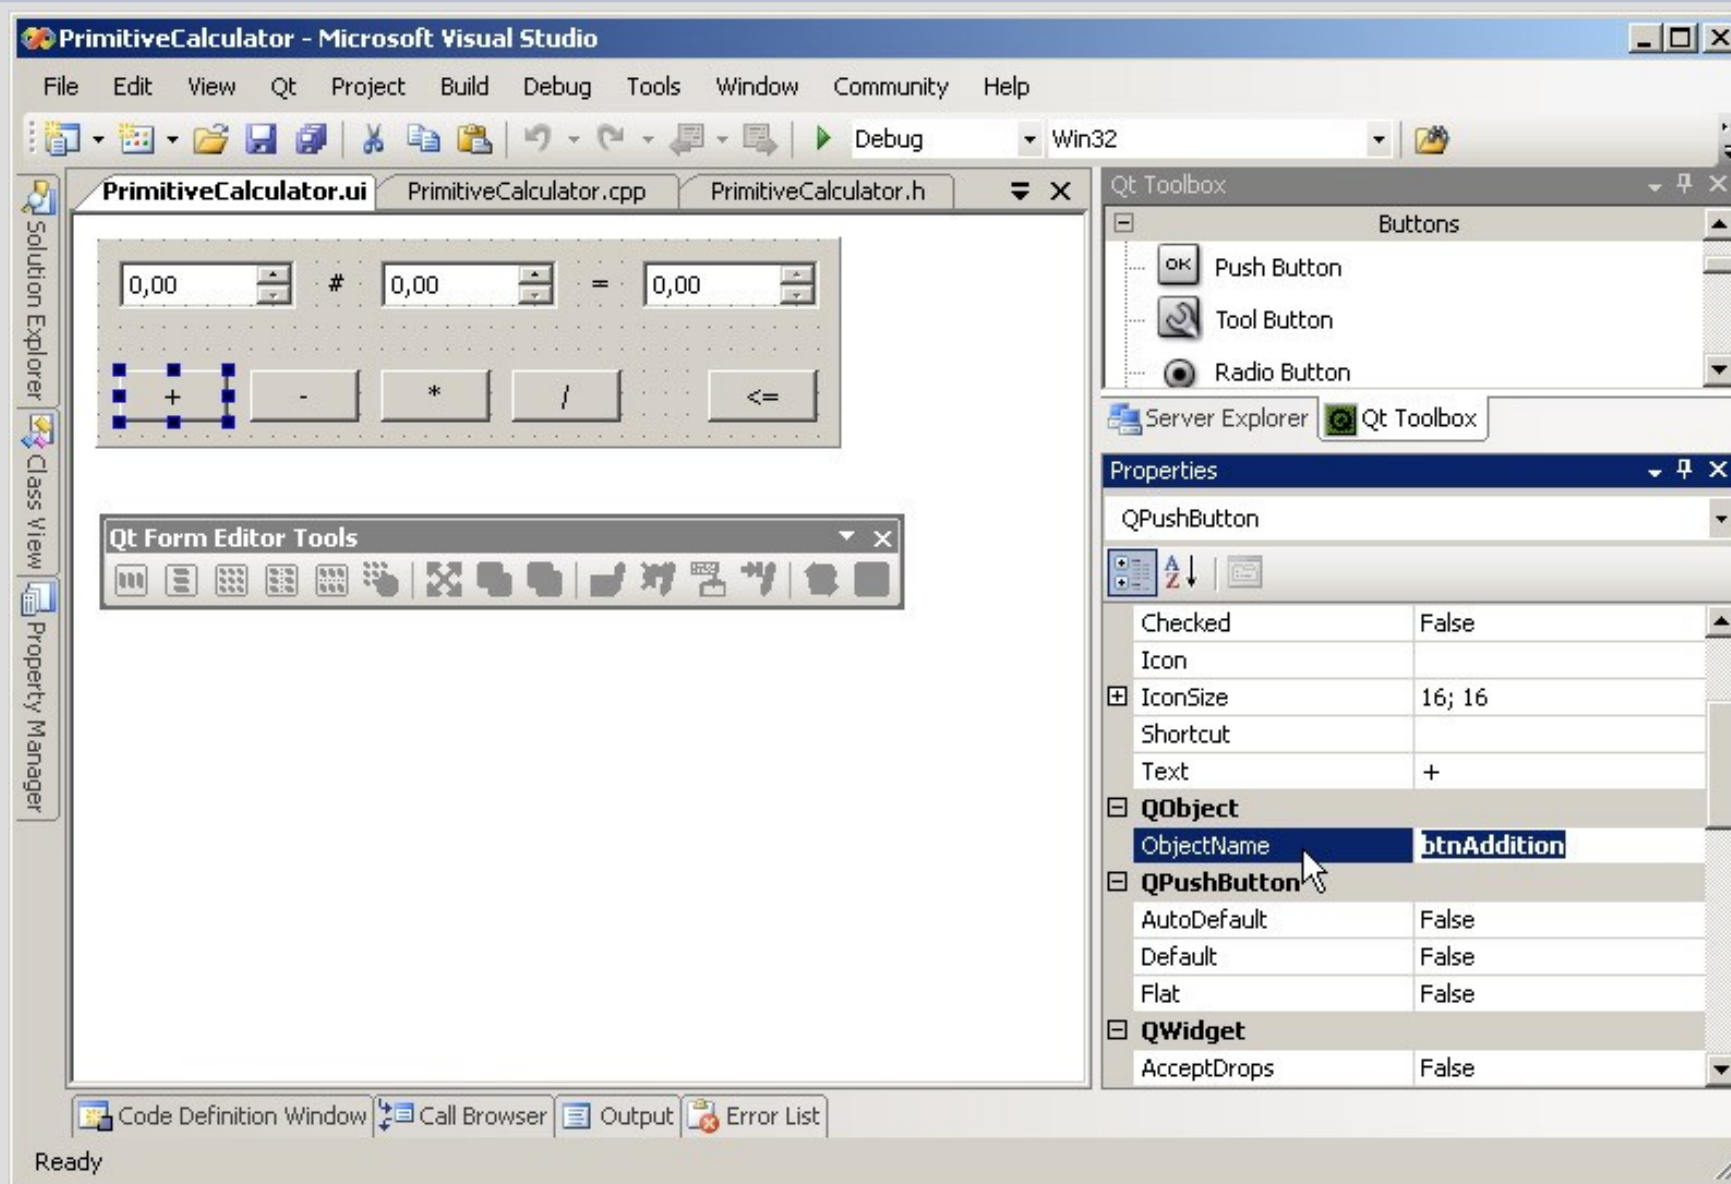 PrimitiveCalculator - Microsoft Visual Studio
File Edit View Qt Project Build Debug Tools Window Community Help
Debug Win32
Solution Explorer
Class View
Property Manager
PrimitiveCalculator.ui PrimitiveCalculator.cpp PrimitiveCalculator.h
0,00 # 0,00 = 0,00
+ - * / <=
Qt Form Editor Tools
Qt Toolbox
Buttons
OK Push Button
Tool Button
Radio Button
Server Explorer Qt Toolbox
Properties
QPushButton
Checked False
Icon
IconSize 16; 16
Shortcut
Text +
QObject
ObjectName btnAddition
QPushButton
AutoDefault False
Default False
Flat False
QWidget
AcceptDrops False
Code Definition Window Call Browser Output Error List
Ready